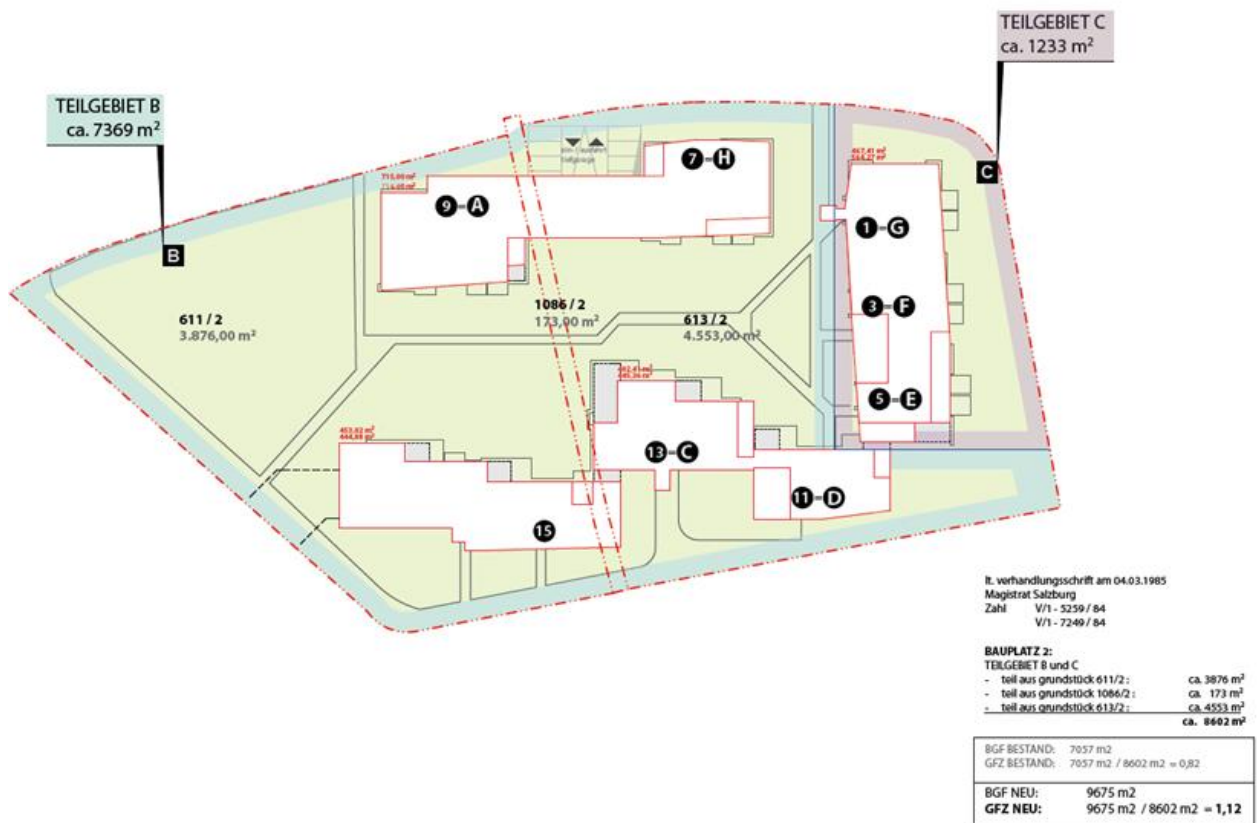 TEILGEBIET C
ca. 1233 m²
TEILGEBIET B
ca. 7369 m²
7=H
C
9=A
1=G
B
611 / 2
3.876,00 m²
1086 / 2
173,00 m²
613 / 2
4.553,00 m²
3=F
5=E
13=C
11=D
15
lt. verhandlungsschrift am 04.03.1985
Magistrat Salzburg
Zahl V/1 - 5259 / 84
V/1 - 7249 / 84
BAUPLATZ 2:
TEILGEBIET B und C
- teil aus grundstück 611/2 : ca. 3876 m²
- teil aus grundstück 1086/2 : ca. 173 m²
- teil aus grundstück 613/2 : ca. 4553 m²
ca. 8602 m²
BGF BESTAND: 7057 m2
GFZ BESTAND: 7057 m2 / 8602 m2 = 0,82
BGF NEU: 9675 m2
GFZ NEU: 9675 m2 / 8602 m2 = 1,12